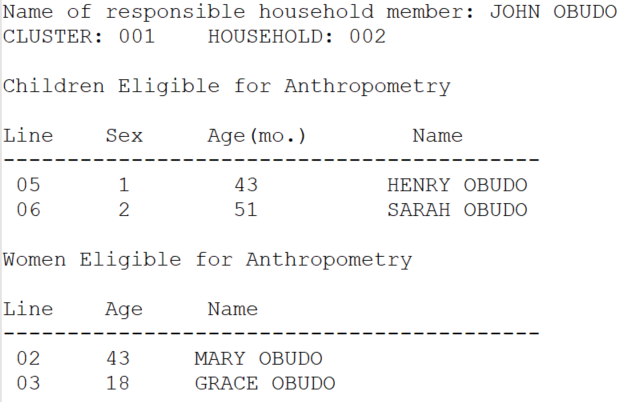 Name of responsible household member: JOHN OBUDO
CLUSTER: 001    HOUSEHOLD: 002
Children Eligible for Anthropometry
Line    Sex     Age(mo.)        Name
------------------------------------------
05      1        43         HENRY OBUDO
06      2        51         SARAH OBUDO
Women Eligible for Anthropometry
Line    Age     Name
------------------------------------------
02      43     MARY OBUDO
03      18     GRACE OBUDO